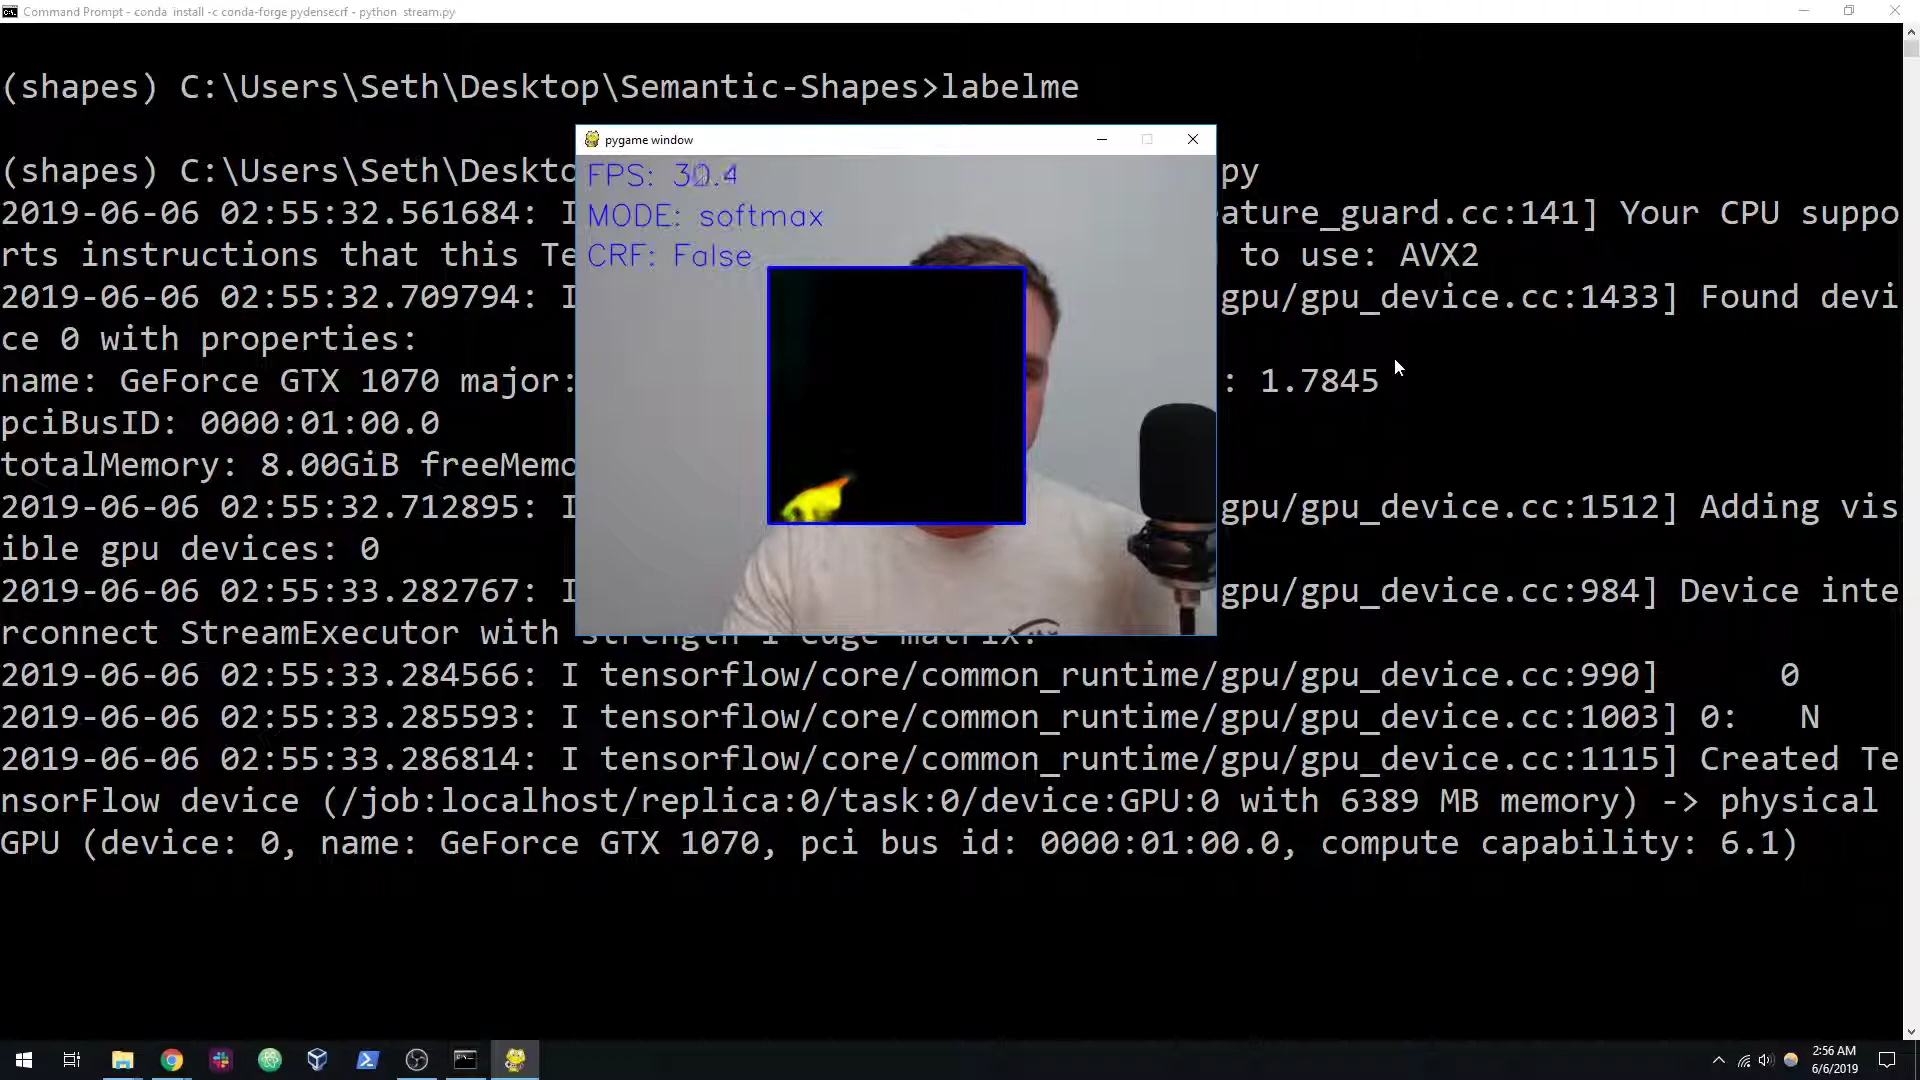 Command Prompt - conda install -c conda-forge pydensecrf - python stream.py
(shapes) C:\Users\Seth\Desktop\Semantic-Shapes>labelme
pygame window
(shapes) C:\Users\Seth\Deskto py
FPS: 30.4
2019-06-06 02:55:32.561684: I ature_guard.cc:141] Your CPU suppo
MODE: softmax
rts instructions that this Te to use: AVX2
CRF: False
2019-06-06 02:55:32.709794: I gpu/gpu_device.cc:1433] Found devi
ce 0 with properties:
name: GeForce GTX 1070 major: : 1.7845
pciBusID: 0000:01:00.0
totalMemory: 8.00GiB freeMemo
2019-06-06 02:55:32.712895: I gpu/gpu_device.cc:1512] Adding vis
ible gpu devices: 0
2019-06-06 02:55:33.282767: I gpu/gpu_device.cc:984] Device inte
rconnect StreamExecutor with strength 1 edge matrix:
2019-06-06 02:55:33.284566: I tensorflow/core/common_runtime/gpu/gpu_device.cc:990] 0
2019-06-06 02:55:33.285593: I tensorflow/core/common_runtime/gpu/gpu_device.cc:1003] 0: N
2019-06-06 02:55:33.286814: I tensorflow/core/common_runtime/gpu/gpu_device.cc:1115] Created Te
nsorFlow device (/job:localhost/replica:0/task:0/device:GPU:0 with 6389 MB memory) -> physical
GPU (device: 0, name: GeForce GTX 1070, pci bus id: 0000:01:00.0, compute capability: 6.1)
2:56 AM
6/6/2019